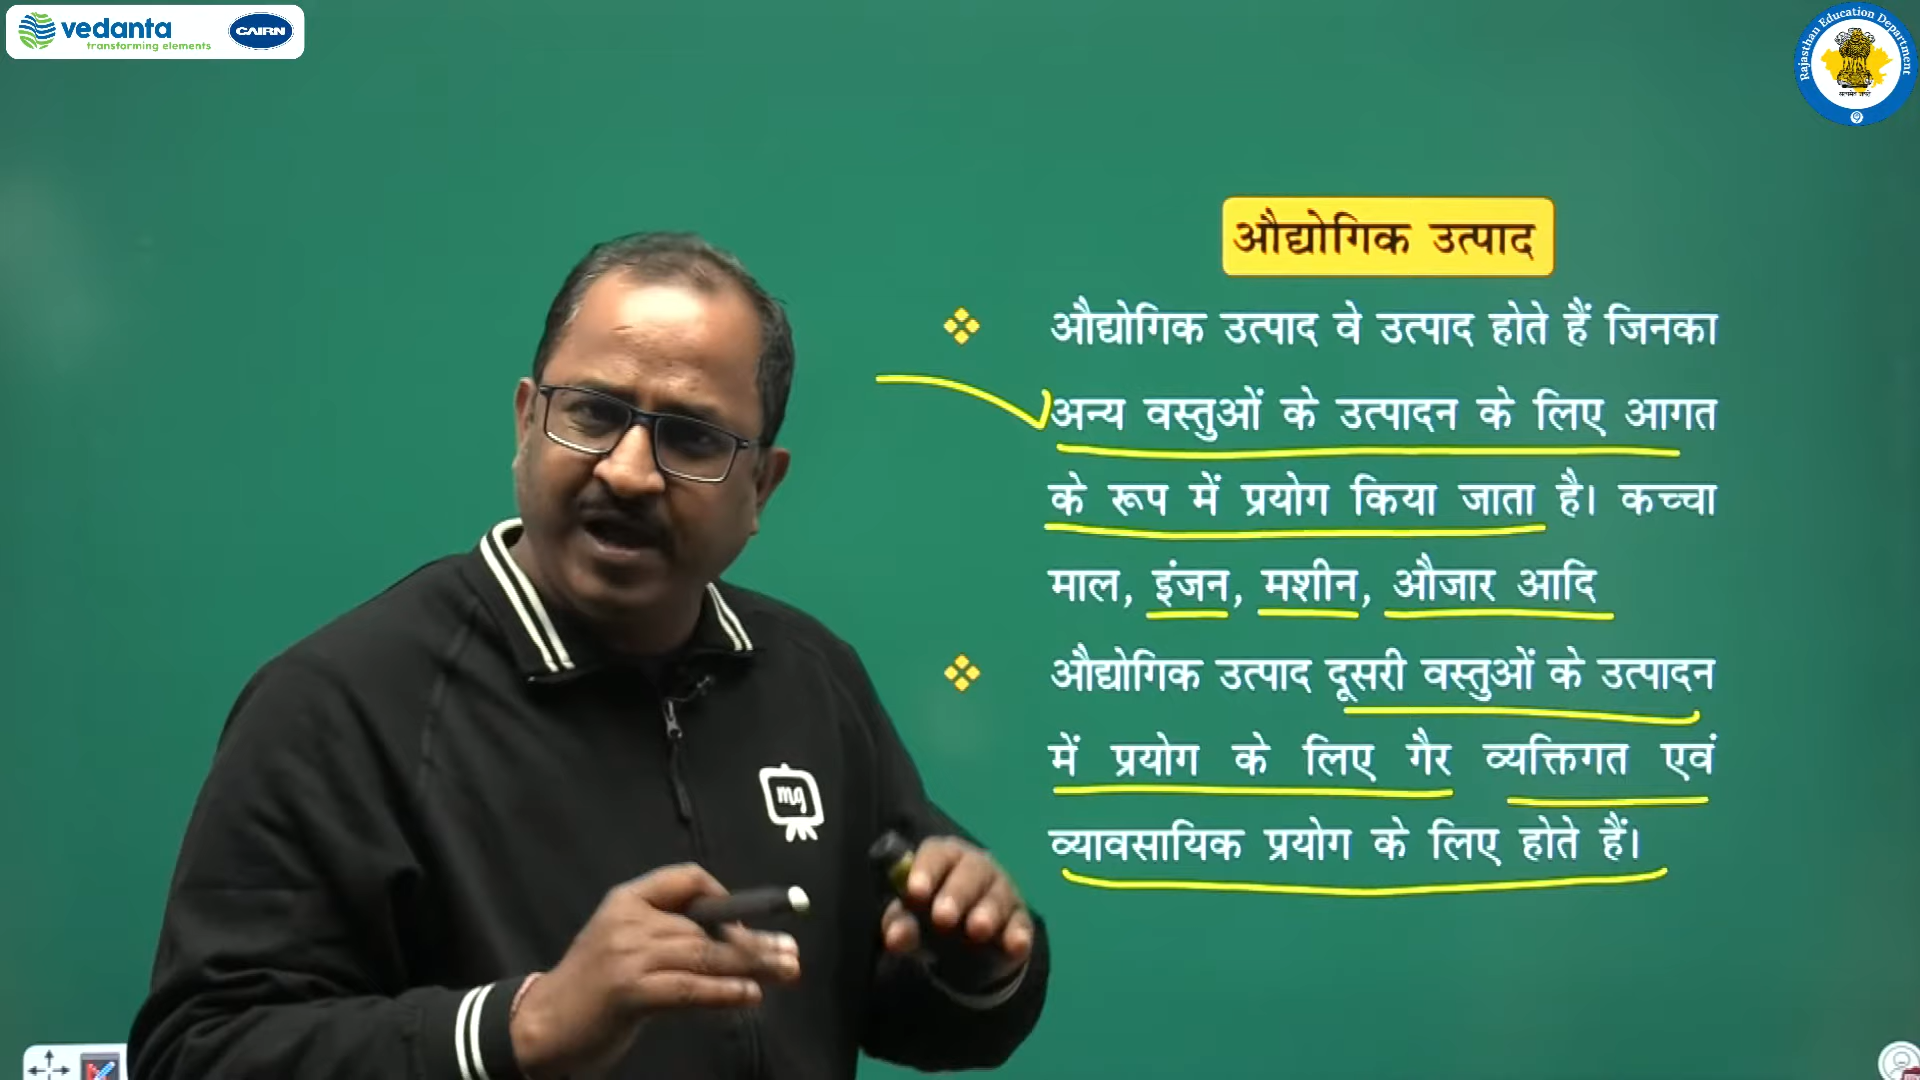 vedanta
transforming elements
CAIRN
Rajasthan Education Department
औद्योगिक उत्पाद
औद्योगिक उत्पाद वे उत्पाद होते हैं जिनका
अन्य वस्तुओं के उत्पादन के लिए आगत
के रूप में प्रयोग किया जाता है। कच्चा
माल, इंजन, मशीन, औजार आदि
औद्योगिक उत्पाद दूसरी वस्तुओं के उत्पादन
में प्रयोग के लिए गैर व्यक्तिगत एवं
व्यावसायिक प्रयोग के लिए होते हैं।
mg